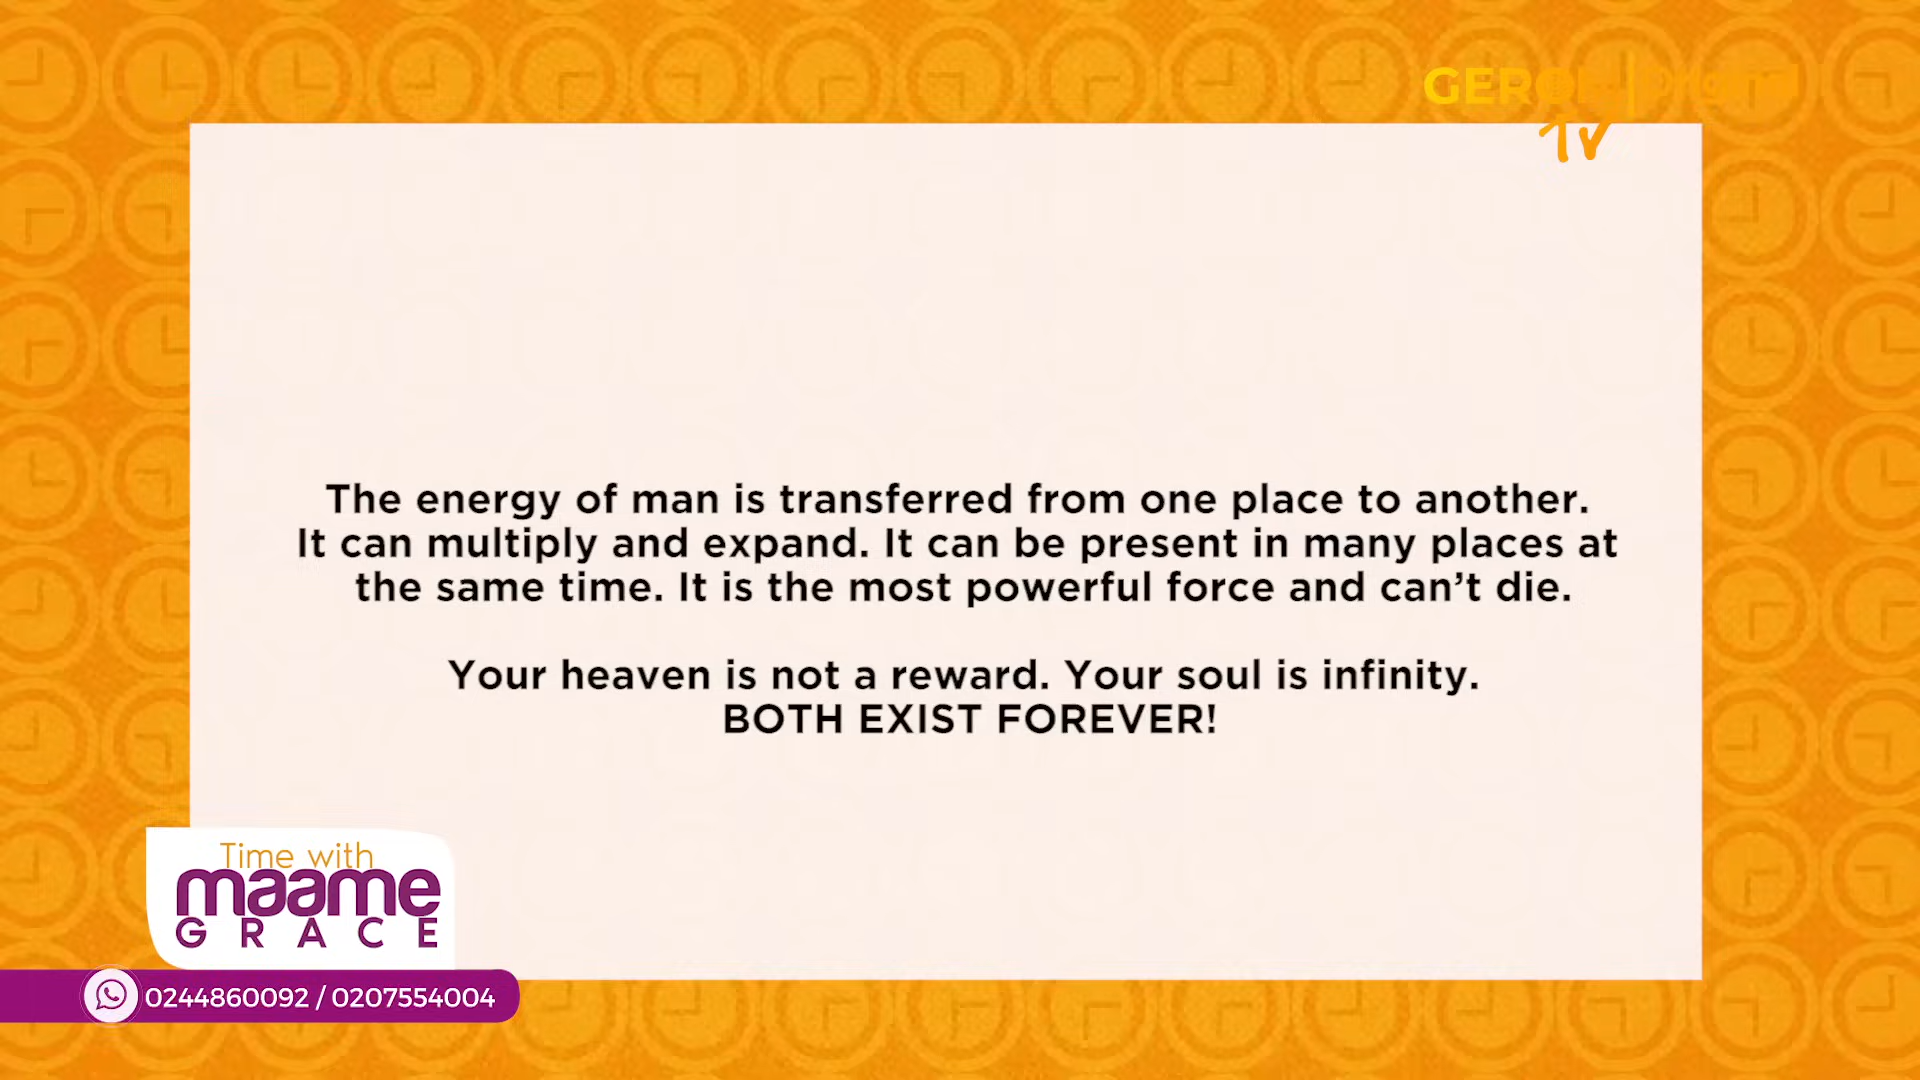 TV
The energy of man is transferred from one place to another.
It can multiply and expand. It can be present in many places at
the same time. It is the most powerful force and can’t die.
Your heaven is not a reward. Your soul is infinity.
BOTH EXIST FOREVER!
Time with
maame
GRACE
0244860092 / 0207554004